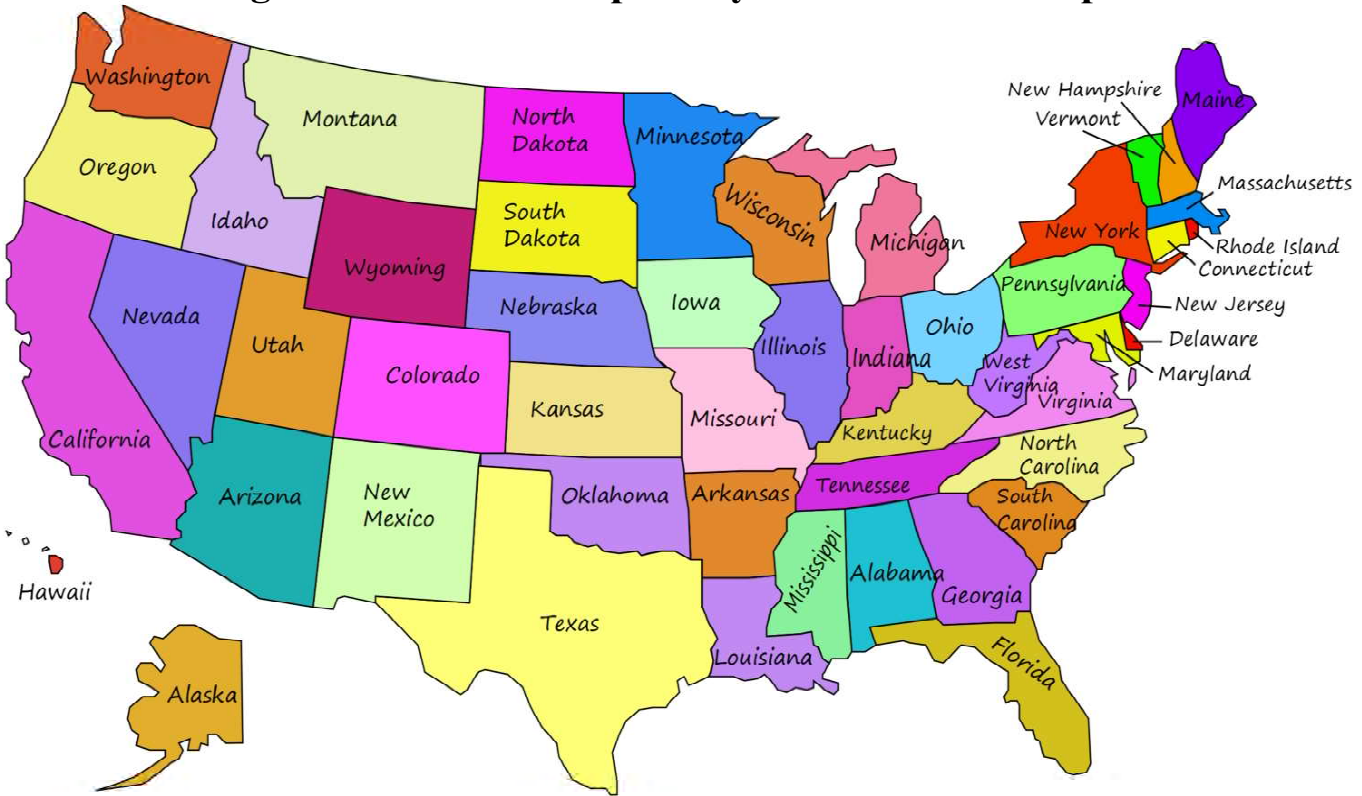 Washington
Montana
North
Dakota
Minnesota
New Hampshire
Vermont
Maine
Oregon
Idaho
South
Dakota
Wisconsin
Michigan
Massachusetts
New York
Rhode Island
Connecticut
Wyoming
Nebraska
Iowa
Pennsylvania
New Jersey
Nevada
Utah
Colorado
Illinois
Indiana
Ohio
Delaware
West
Virginia
Maryland
Virginia
California
Kansas
Missouri
Kentucky
North
Carolina
Arizona
New
Mexico
Oklahoma
Arkansas
Tennessee
South
Carolina
Hawaii
Mississippi
Alabama
Georgia
Texas
Louisiana
Florida
Alaska